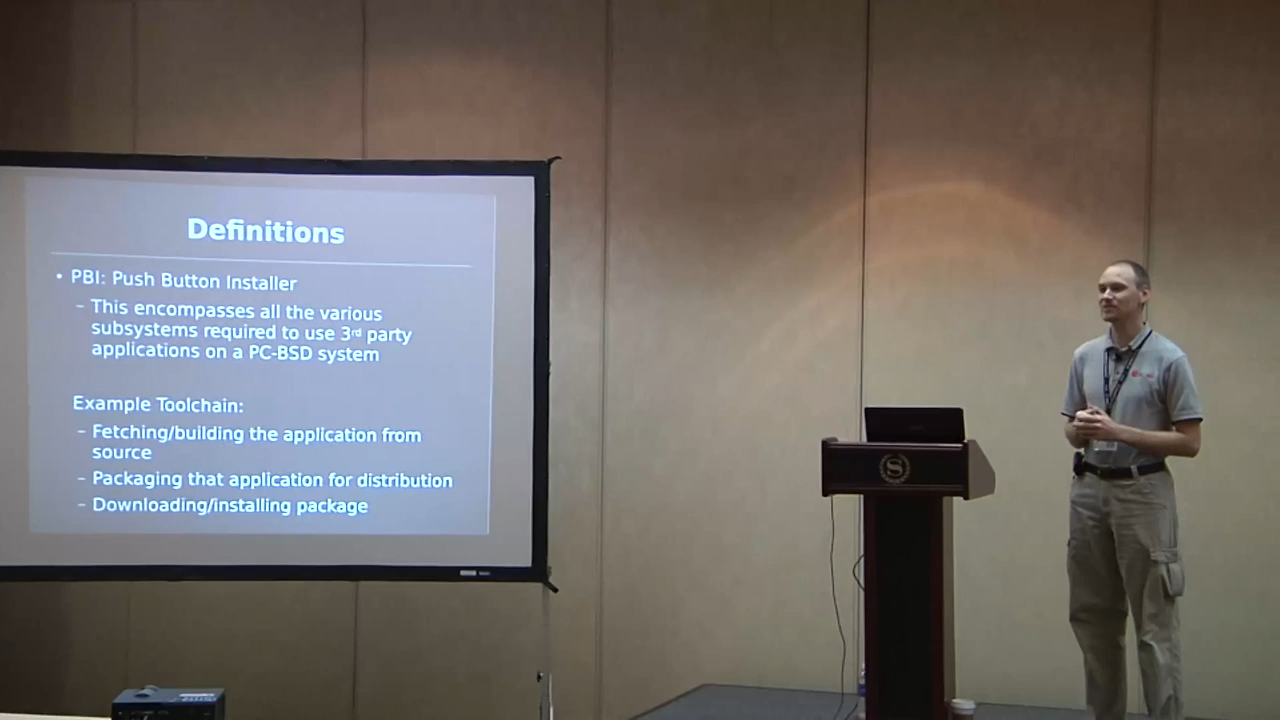 Definitions
• PBI: Push Button Installer
– This encompasses all the various
subsystems required to use 3rd party
applications on a PC-BSD system
Example Toolchain:
– Fetching/building the application from
source
– Packaging that application for distribution
– Downloading/installing package
S